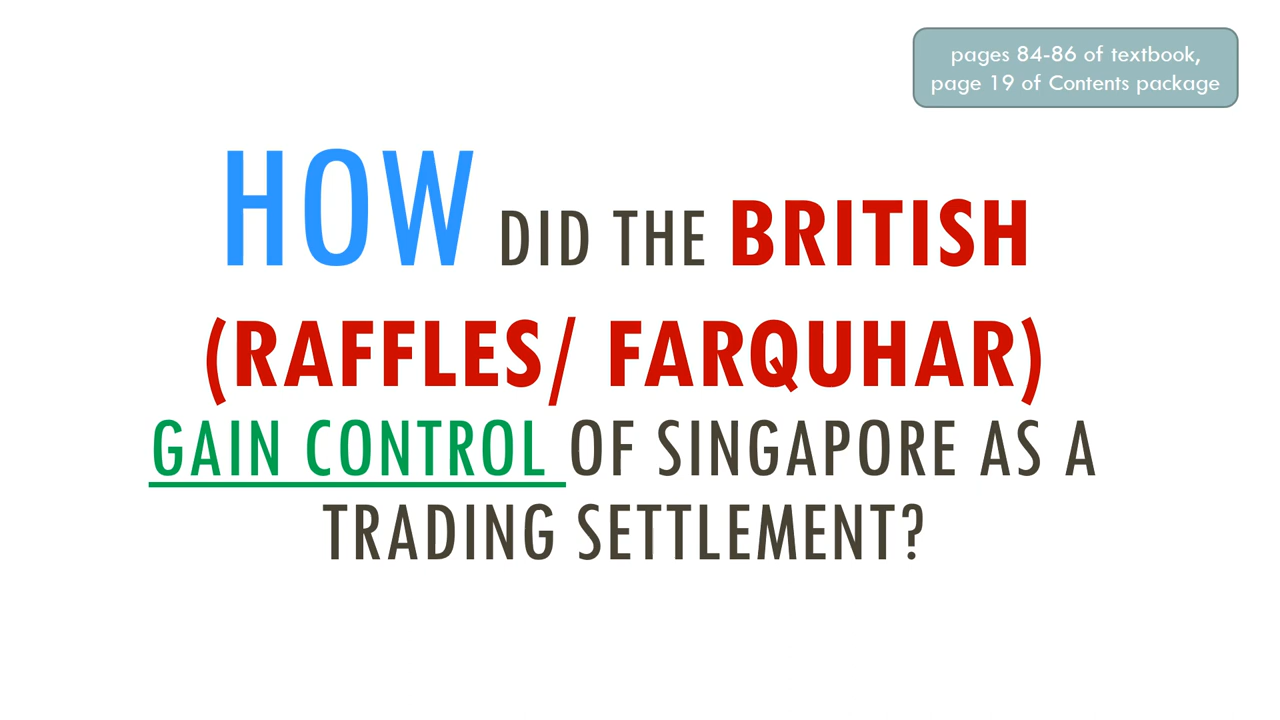 pages 84-86 of textbook,
page 19 of Contents package
HOW DID THE BRITISH
(RAFFLES/ FARQUHAR)
GAIN CONTROL OF SINGAPORE AS A
TRADING SETTLEMENT?